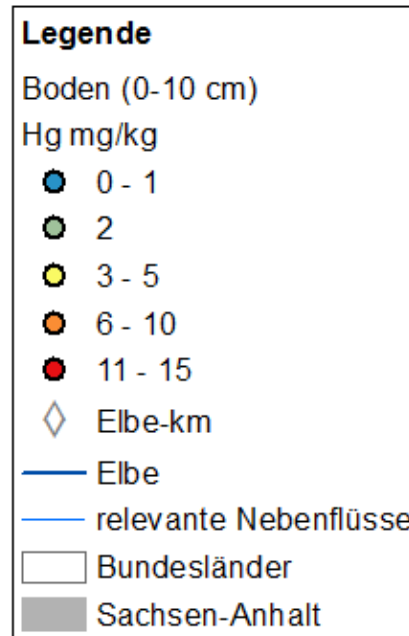 Legende
Boden (0-10 cm)
Hg mg/kg
0 - 1
2
3 - 5
6 - 10
11 - 15
Elbe-km
Elbe
relevante Nebenflüsse
Bundesländer
Sachsen-Anhalt